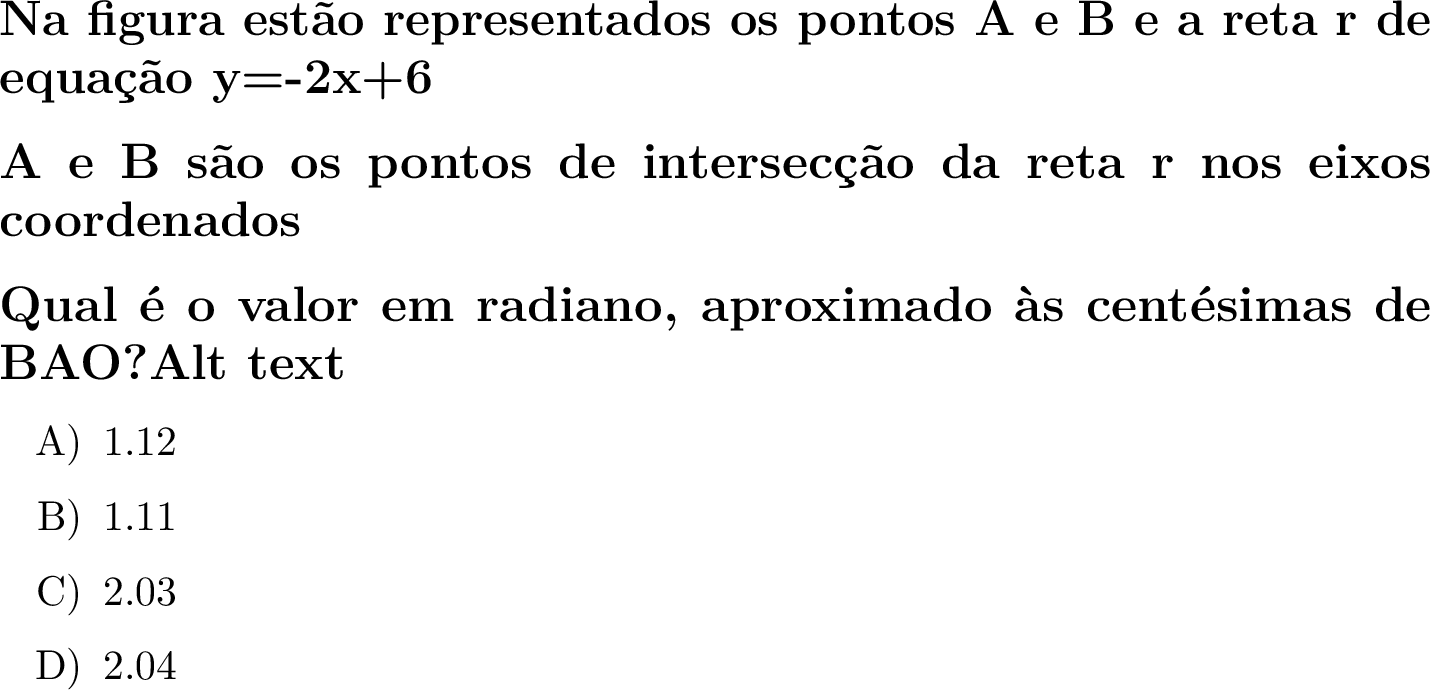 Na figura estão representados os pontos A e B e a reta r de
equação y=-2x+6
A e B são os pontos de intersecção da reta r nos eixos
coordenados
Qual é o valor em radiano, aproximado às centésimas de
BAO?Alt text
A) 1.12
B) 1.11
C) 2.03
D) 2.04